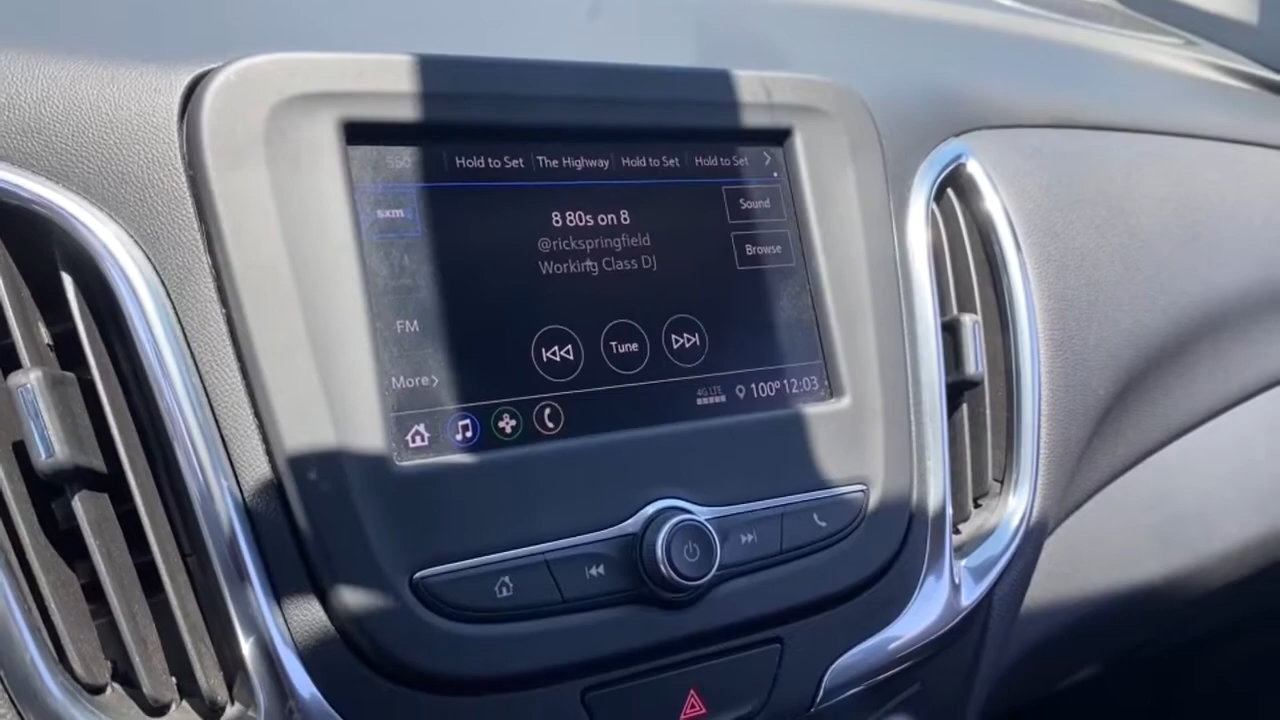 550 Hold to Set The Highway Hold to Set Hold to Set
sxm
8 80s on 8
Sound
@rickspringfield
Browse
Working Class DJ
FM
Tune
More
4G LTE
100° 12:03